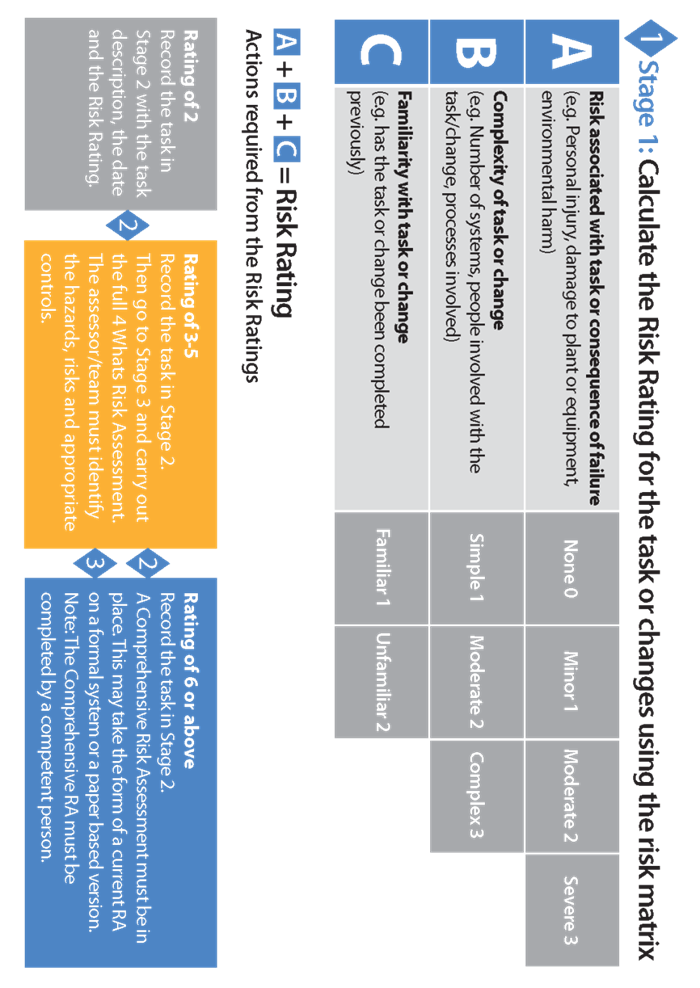 1 Stage 1: Calculate the Risk Rating for the task or changes using the risk matrix
A
Risk associated with task or consequence of failure
(e.g. Personal injury, damage to plant or equipment,
environmental harm)
None 0
Minor 1
Moderate 2
Severe 3
B
Complexity of task or change
(e.g. Number of systems, people involved with the
task/change, processes involved)
Simple 1
Moderate 2
Complex 3
C
Familiarity with task or change
(e.g. has the task or change been completed
previously)
Familiar 1
Unfamiliar 2
A + B + C = Risk Rating
Actions required from the Risk Ratings
Rating of 2
Record the task in
Stage 2 with the task
description, the date
and the Risk Rating.
2
Rating of 3-5
Record the task in Stage 2.
Then go to Stage 3 and carry out
the full 4 Whats Risk Assessment.
The assessor/team must identify
the hazards, risks and appropriate
controls.
2
3
Rating of 6 or above
Record the task in Stage 2.
A Comprehensive Risk Assessment must be in
place. This may take the form of a current RA
on a formal system or a paper based version.
Note: The Comprehensive RA must be
completed by a competent person.